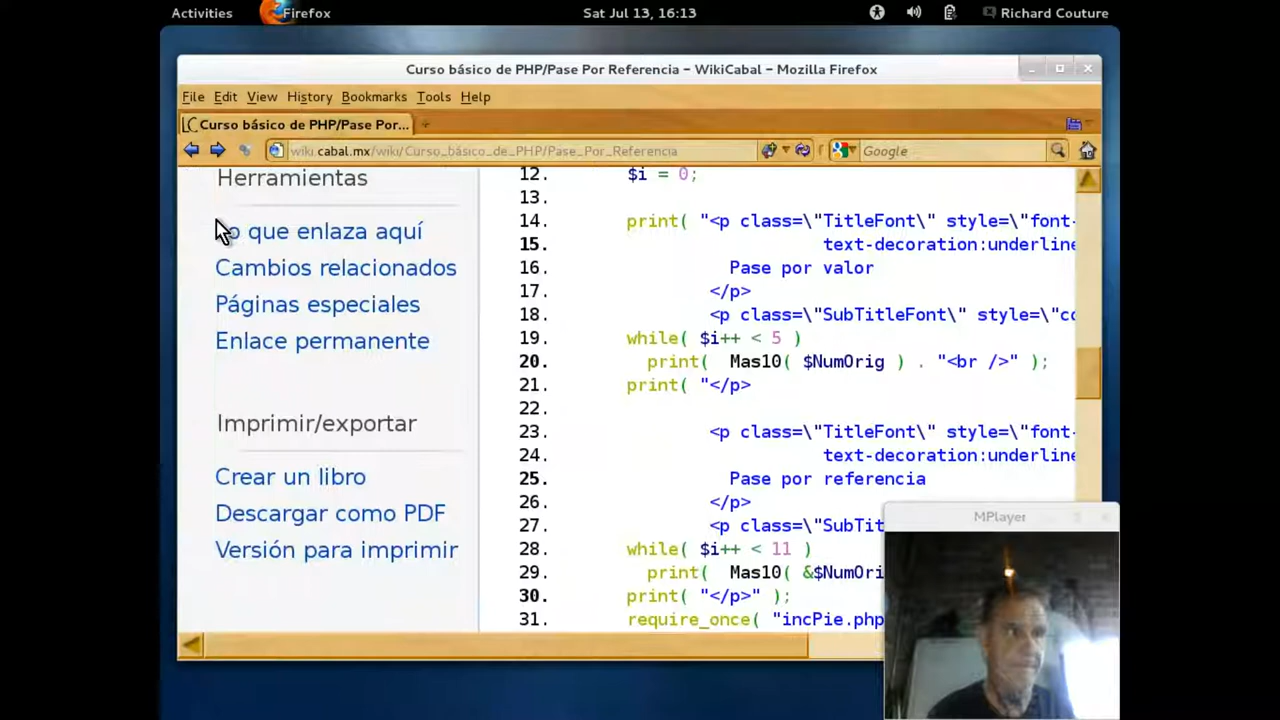 Activities Firefox Sat Jul 13, 16:13 Richard Couture
Curso básico de PHP/Pase Por Referencia – WikiCabal – Mozilla Firefox
File Edit View History Bookmarks Tools Help
Curso básico de PHP/Pase Por...
wiki.cabal.mx/wiki/Curso_básico_de_PHP/Pase_Por_Referencia Google
Herramientas
que enlaza aquí
Cambios relacionados
Páginas especiales
Enlace permanente
Imprimir/exportar
Crear un libro
Descargar como PDF
Versión para imprimir
12. $i = 0;
13.
14. print( "<p class=\"TitleFont\" style=\"font-
15. text-decoration:underline
16. Pase por valor
17. </p>
18. <p class=\"SubTitleFont\" style=\"co
19. while( $i++ < 5 )
20. print( Mas10( $NumOrig ) . "<br />" );
21. print( "</p>
22.
23. <p class=\"TitleFont\" style=\"font-
24. text-decoration:underline
25. Pase por referencia
26. </p>
27. <p class=\"SubTit
28. while( $i++ < 11 )
29. print( Mas10( &$NumOri
30. print( "</p>" );
31. require_once( "incPie.php
MPlayer